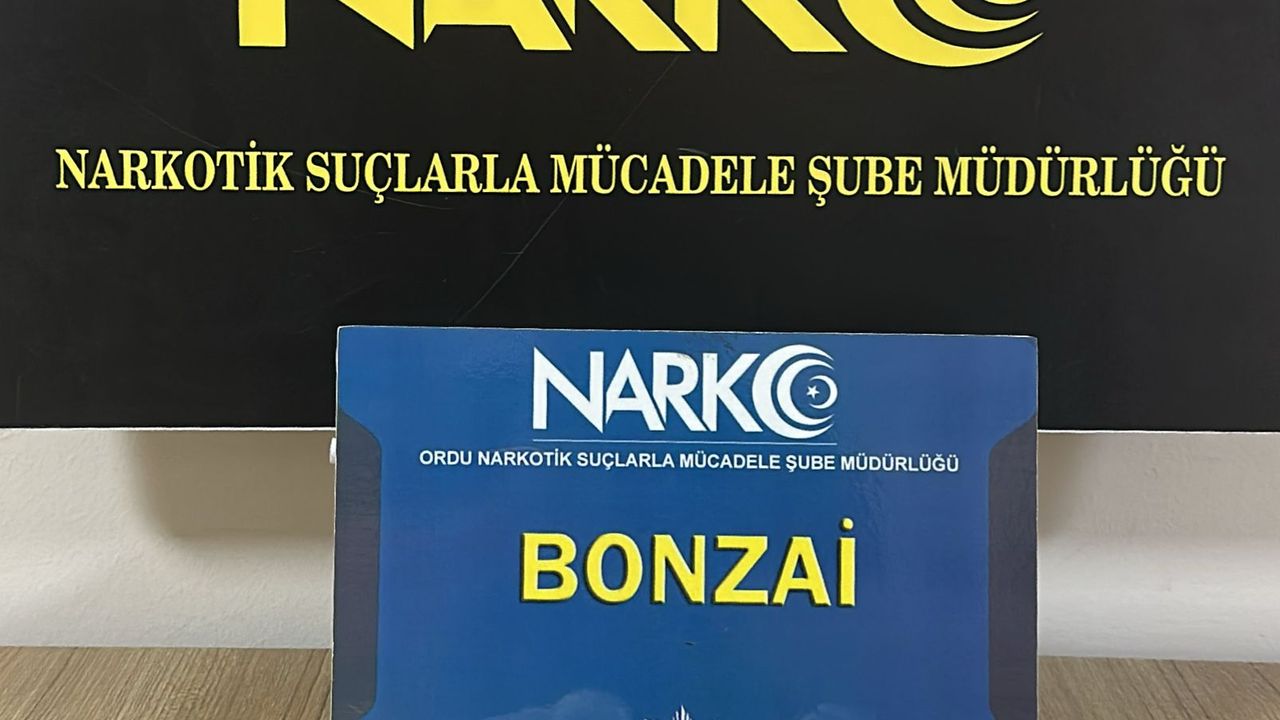 NARKO
NARKOTİK SUÇLARLA MÜCADELE ŞUBE MÜDÜRLÜĞÜ
NARKO
ORDU NARKOTİK SUÇLARLA MÜCADELE ŞUBE MÜDÜRLÜĞÜ
BONZAİ